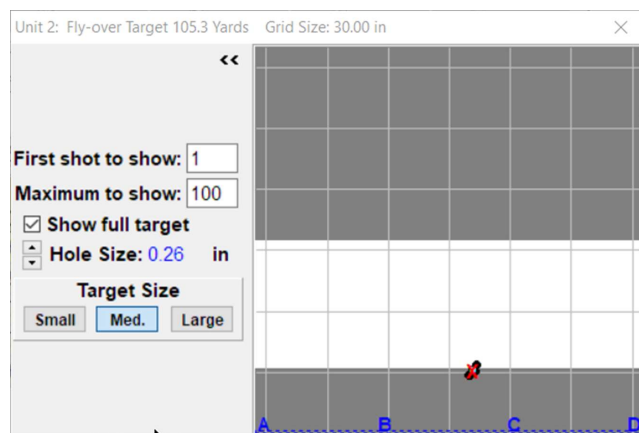 Unit 2: Fly-over Target 105.3 Yards Grid Size: 30.00 in
<<
First shot to show: 1
Maximum to show: 100
Show full target
Hole Size: 0.26 in
Target Size
Small Med. Large
A B C D